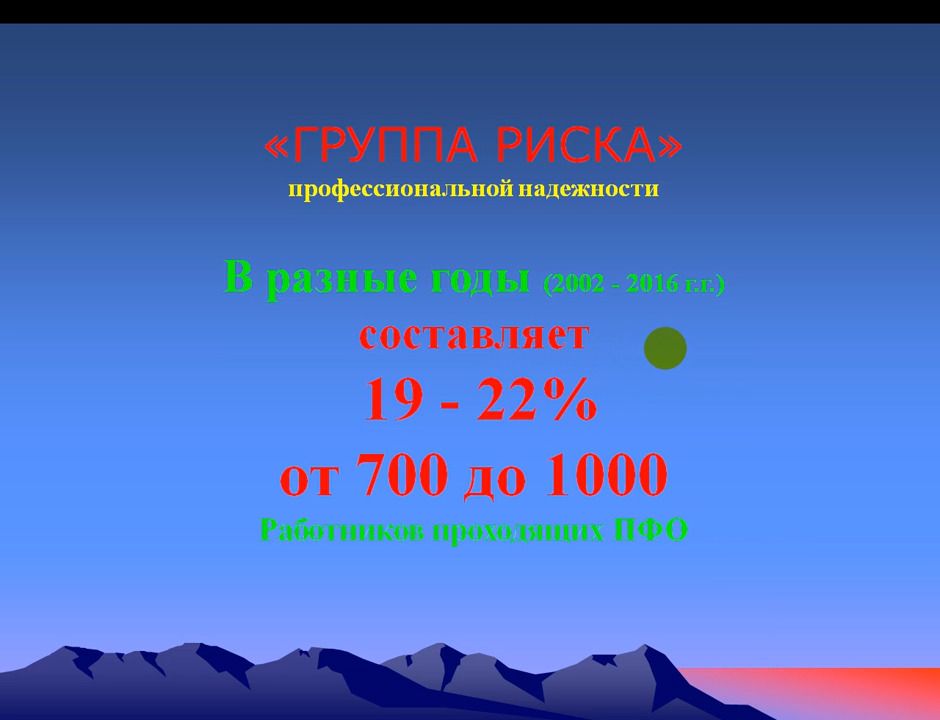 «ГРУППА РИСКА»
профессиональной надежности
В разные годы (2002 - 2016 г.г.)
составляет
19 - 22%
от 700 до 1000
Работников проходящих ПФО